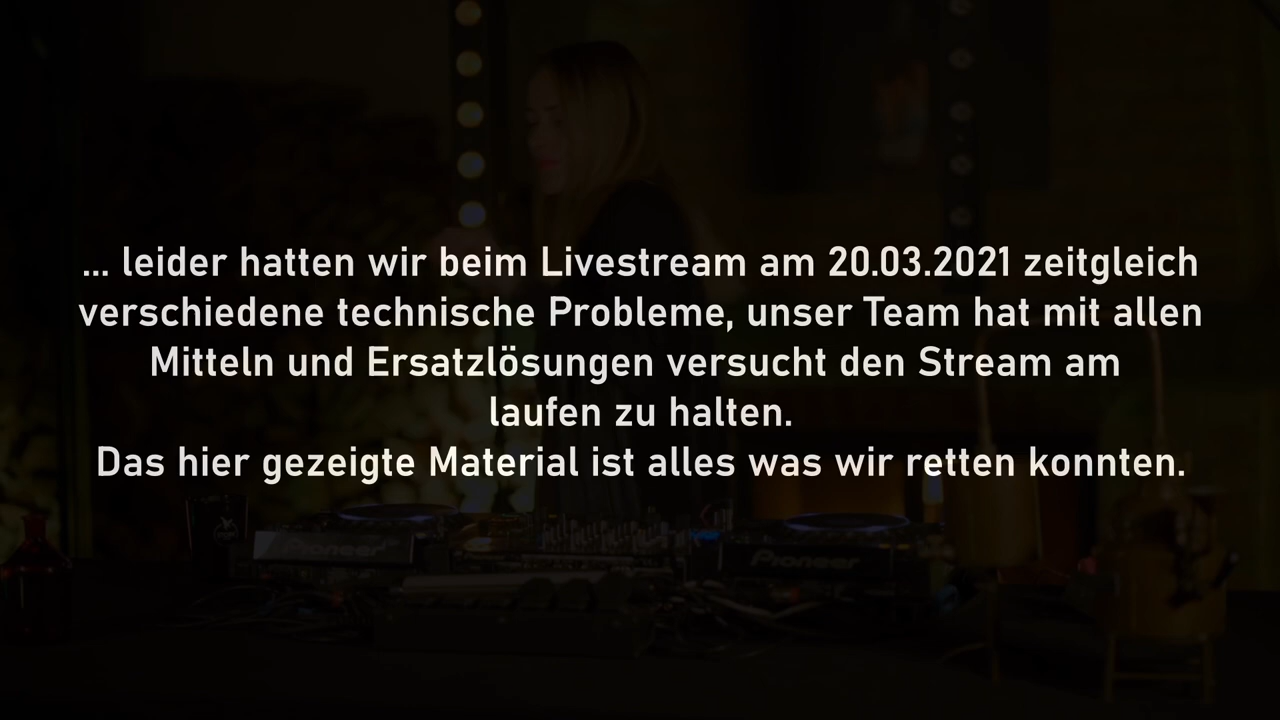 ... leider hatten wir beim Livestream am 20.03.2021 zeitgleich
verschiedene technische Probleme, unser Team hat mit allen
Mitteln und Ersatzlösungen versucht den Stream am
laufen zu halten.
Das hier gezeigte Material ist alles was wir retten konnten.
Pioneer
Pioneer